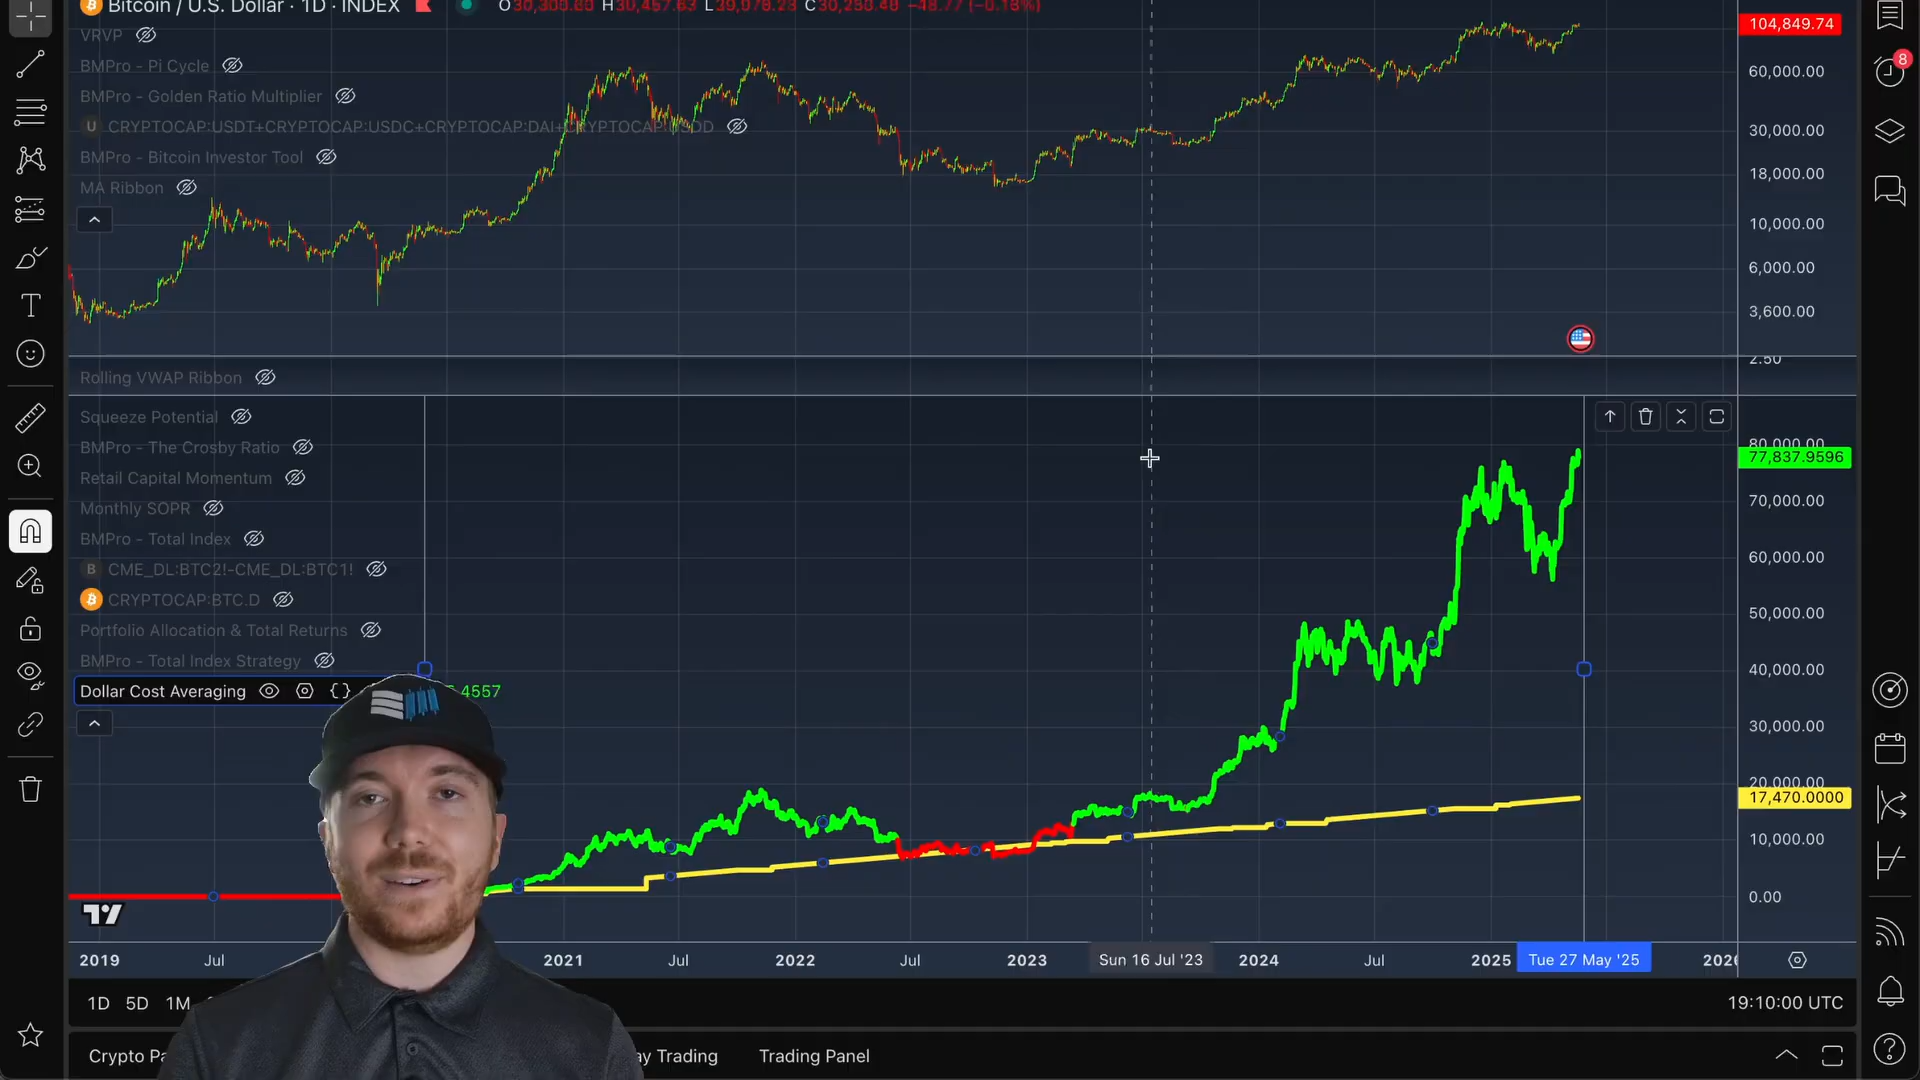 Bitcoin / U.S. Dollar · 1D · INDEX
VRVP
BMPro - Pi Cycle
BMPro - Golden Ratio Multiplier
U CRYPTOCAP:USDT+CRYPTOCAP:USDC+CRYPTOCAP:DAI+CRYPTOCAP:USDD
BMPro - Bitcoin Investor Tool
MA Ribbon
104,849.74
60,000.00
30,000.00
18,000.00
10,000.00
6,000.00
3,600.00
2.50
Rolling VWAP Ribbon
Squeeze Potential
BMPro - The Crosby Ratio
Retail Capital Momentum
Monthly SOPR
BMPro - Total Index
B CME_DL:BTC2!-CME_DL:BTC1!
CRYPTOCAP:BTC.D
Portfolio Allocation & Total Returns
BMPro - Total Index Strategy
Dollar Cost Averaging
4557
80,000.00
77,837.9596
70,000.00
60,000.00
50,000.00
40,000.00
30,000.00
20,000.00
17,470.0000
10,000.00
0.00
2019 Jul 2021 Jul 2022 Jul 2023 Sun 16 Jul '23 2024 Jul 2025 Tue 27 May '25
1D 5D 1M
19:10:00 UTC
Crypto Trading Trading Panel
8